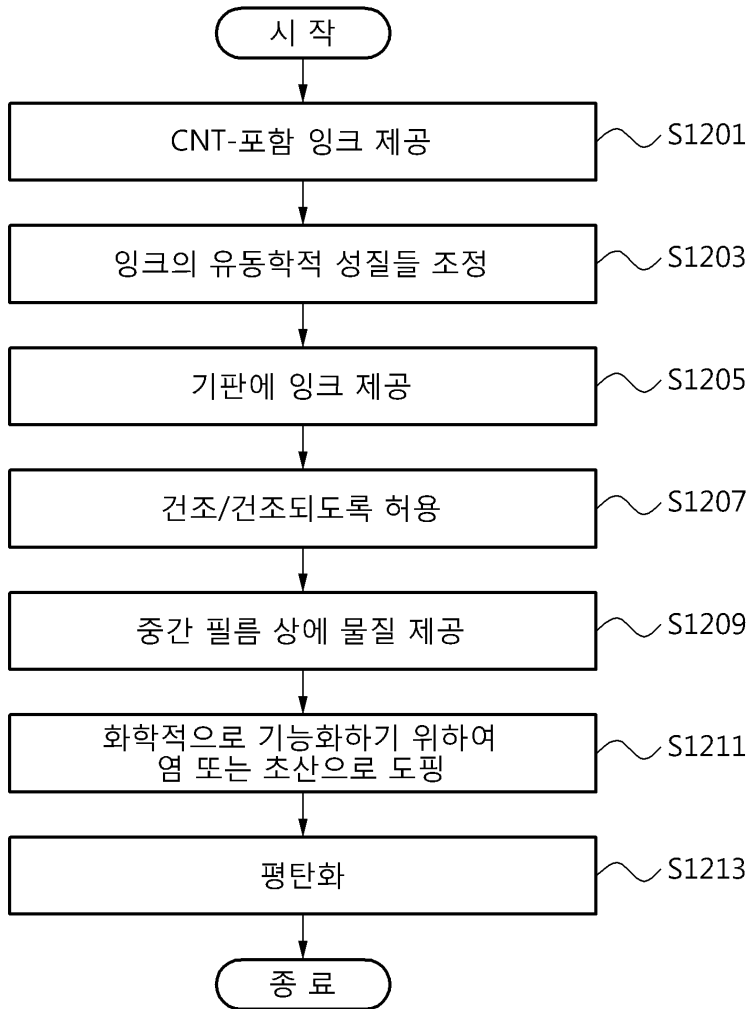 시 작
CNT-포함 잉크 제공
S1201
잉크의 유동학적 성질들 조정
S1203
기판에 잉크 제공
S1205
건조/건조되도록 허용
S1207
중간 필름 상에 물질 제공
S1209
화학적으로 기능화하기 위하여
염 또는 초산으로 도핑
S1211
평탄화
S1213
종 료